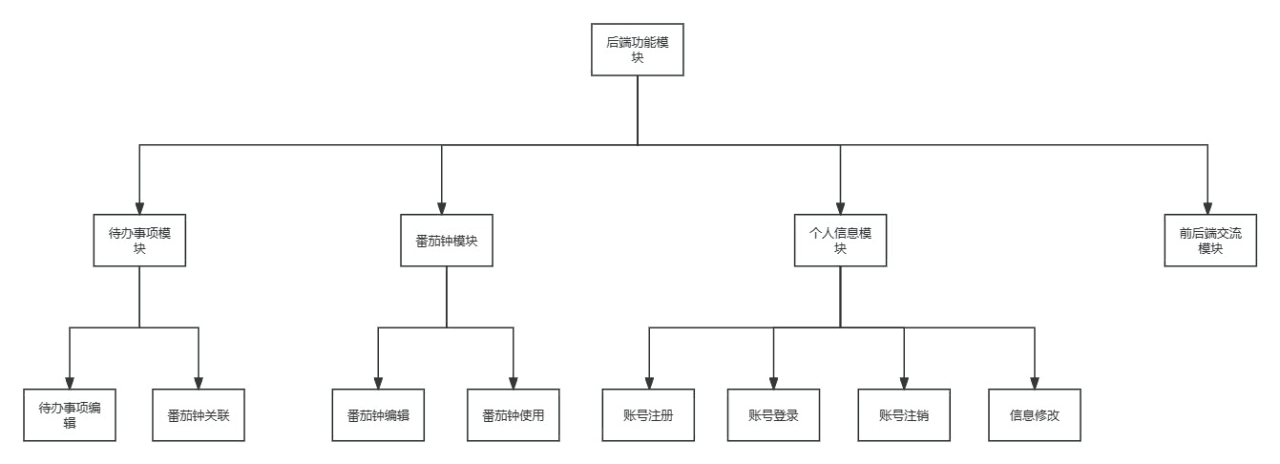 后端功能模
块
待办事项模
块
番茄钟模块
个人信息模
块
前后端交流
模块
待办事项编
辑
番茄钟关联
番茄钟编辑
番茄钟使用
账号注册
账号登录
账号注销
信息修改